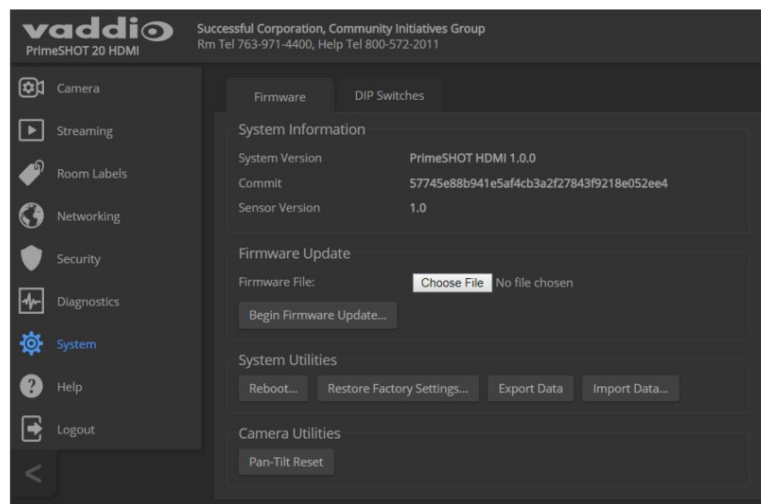 vaddio
PrimeSHOT 20 HDMI
Successful Corporation, Community Initiatives Group
Rm Tel 763-971-4400, Help Tel 800-572-2011
Camera
Streaming
Room Labels
Networking
Security
Diagnostics
System
Help
Logout
<
Firmware DIP Switches
System Information
System Version PrimeSHOT HDMI 1.0.0
Commit 57745e88b941e5af4cb3a2f27843f9218e052ee4
Sensor Version 1.0
Firmware Update
Firmware File: Choose File No file chosen
Begin Firmware Update...
System Utilities
Reboot... Restore Factory Settings... Export Data Import Data...
Camera Utilities
Pan-Tilt Reset